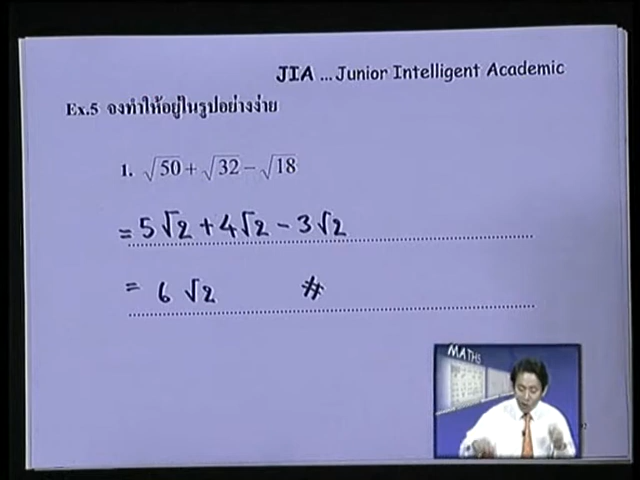 JIA ... Junior Intelligent Academic
Ex.5 จงทำให้อยู่ในรูปอย่างง่าย
1. √50 + √32 − √18
= 5√2 + 4√2 − 3√2
= 6√2 #
MATHS